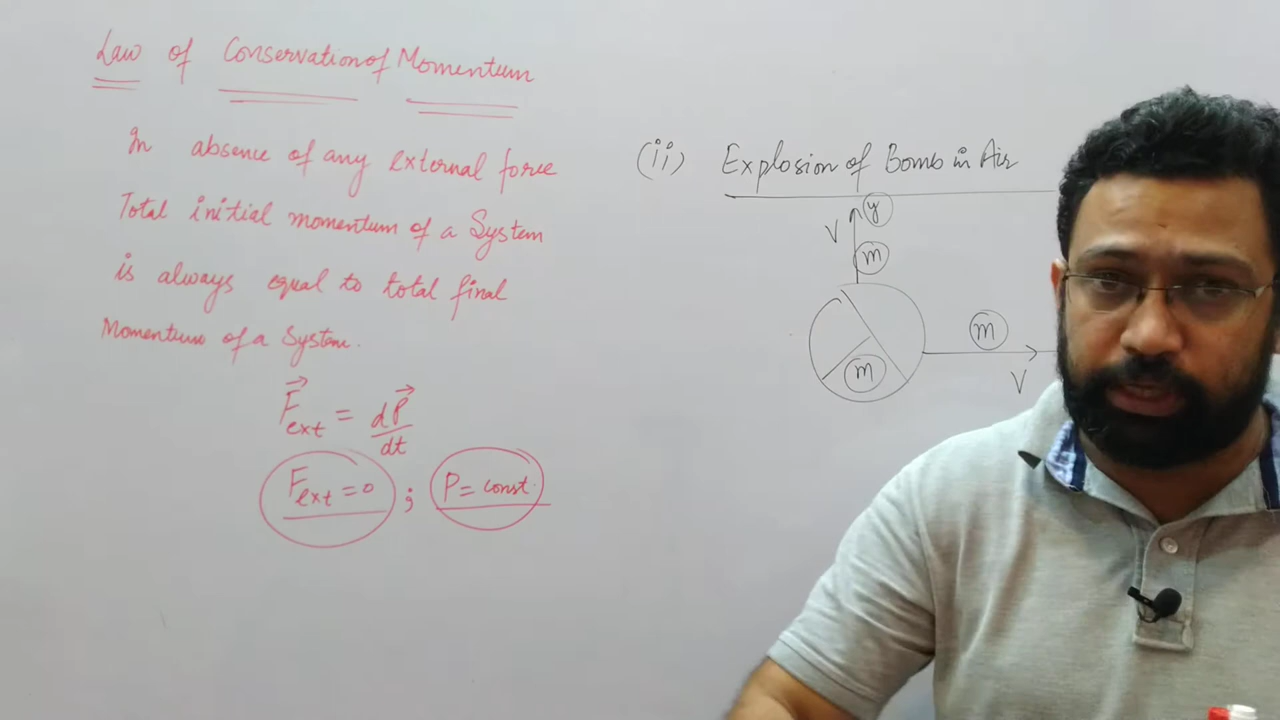 Law of Conservation of Momentum
In absence of any external force
Total initial momentum of a System
is always equal to total final
Momentum of a System.
F⃗ext = dP⃗/dt
Fext = 0 ; P = const.
(ii) Explosion of Bomb in Air
y
V
m
m
m
V